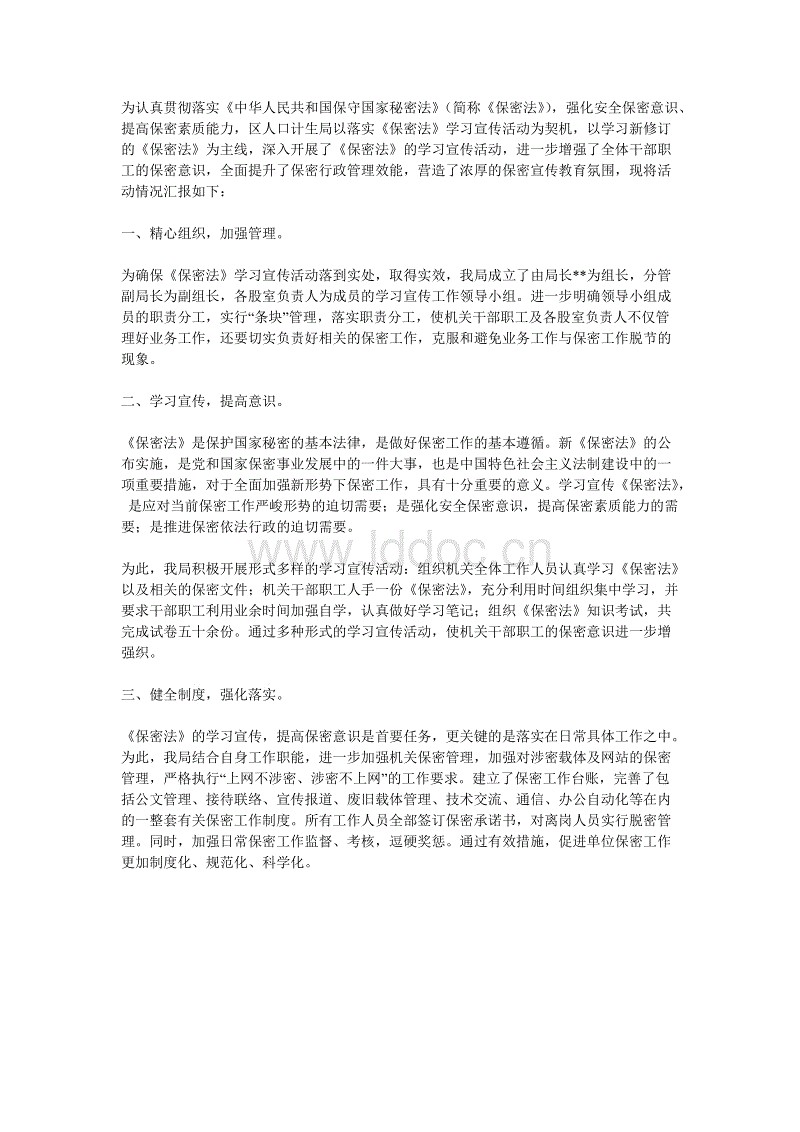 为认真贯彻落实《中华人民共和国保守国家秘密法》（简称《保密法》），强化安全保密意识、
提高保密素质能力，区人口计生局以落实《保密法》学习宣传活动为契机，以学习新修订
的《保密法》为主线，深入开展了《保密法》的学习宣传活动，进一步增强了全体干部职
工的保密意识，全面提升了保密行政管理效能，营造了浓厚的保密宣传教育氛围，现将活
动情况汇报如下：
一、精心组织，加强管理。
为确保《保密法》学习宣传活动落到实处，取得实效，我局成立了由局长**为组长，分管
副局长为副组长，各股室负责人为成员的学习宣传工作领导小组。进一步明确领导小组成
员的职责分工，实行“条块”管理，落实职责分工，使机关干部职工及各股室负责人不仅管
理好业务工作，还要切实负责好相关的保密工作，克服和避免业务工作与保密工作脱节的
现象。
二、学习宣传，提高意识。
《保密法》是保护国家秘密的基本法律，是做好保密工作的基本遵循。新《保密法》的公
布实施，是党和国家保密事业发展中的一件大事，也是中国特色社会主义法制建设中的一
项重要措施，对于全面加强新形势下保密工作，具有十分重要的意义。学习宣传《保密法》，
是应对当前保密工作严峻形势的迫切需要；是强化安全保密意识，提高保密素质能力的需
要；是推进保密依法行政的迫切需要。
www.lddoc.cn
为此，我局积极开展形式多样的学习宣传活动：组织机关全体工作人员认真学习《保密法》
以及相关的保密文件；机关干部职工人手一份《保密法》，充分利用时间组织集中学习，并
要求干部职工利用业余时间加强自学，认真做好学习笔记；组织《保密法》知识考试，共
完成试卷五十余份。通过多种形式的学习宣传活动，使机关干部职工的保密意识进一步增
强织。
三、健全制度，强化落实。
《保密法》的学习宣传，提高保密意识是首要任务，更关键的是落实在日常具体工作之中。
为此，我局结合自身工作职能，进一步加强机关保密管理，加强对涉密载体及网站的保密
管理，严格执行“上网不涉密、涉密不上网”的工作要求。建立了保密工作台账，完善了包
括公文管理、接待联络、宣传报道、废旧载体管理、技术交流、通信、办公自动化等在内
的一整套有关保密工作制度。所有工作人员全部签订保密承诺书，对离岗人员实行脱密管
理。同时，加强日常保密工作监督、考核，逗硬奖惩。通过有效措施，促进单位保密工作
更加制度化、规范化、科学化。